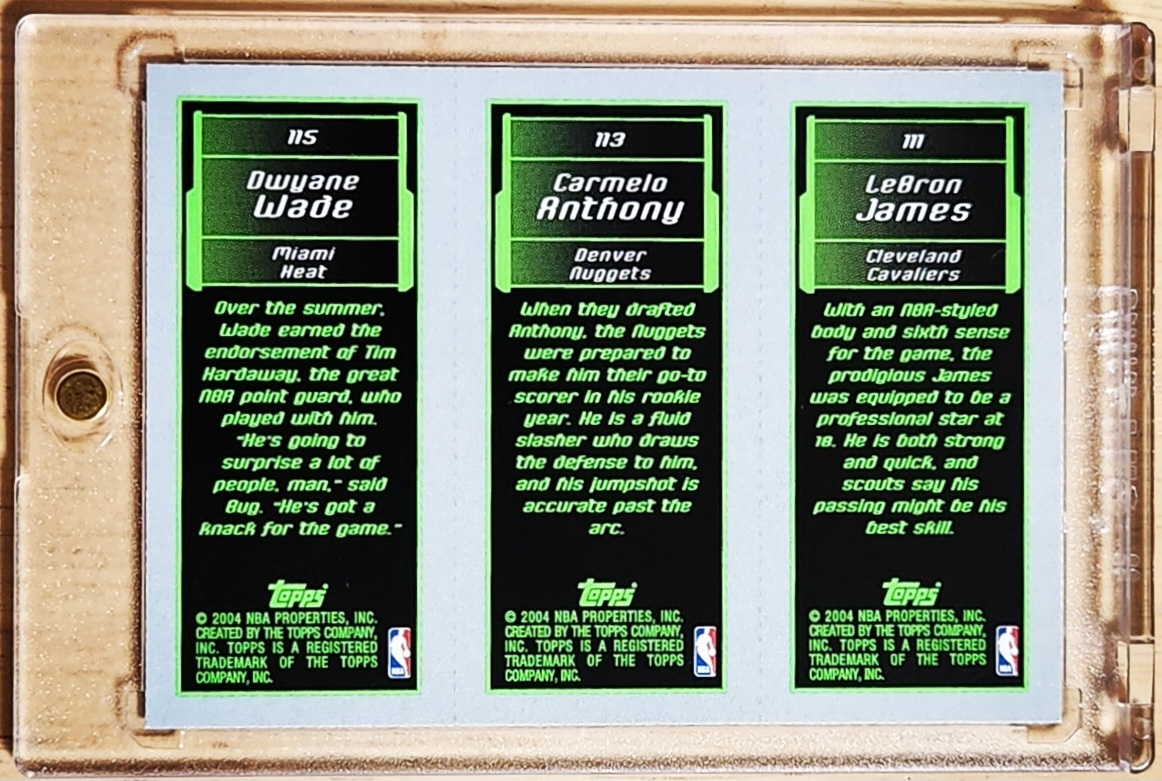 115
Dwyane
Wade
Miami
Heat
Over the summer,
Wade earned the
endorsement of Tim
Hardaway, the great
NBA point guard, who
played with him.
"He's going to
surprise a lot of
people, man," said
Bug. "He's got a
knack for the game."
Topps
© 2004 NBA PROPERTIES, INC.
CREATED BY THE TOPPS COMPANY,
INC. TOPPS IS A REGISTERED
TRADEMARK OF THE TOPPS
COMPANY, INC.
113
Carmelo
Anthony
Denver
Nuggets
When they drafted
Anthony, the Nuggets
were prepared to
make him their go-to
scorer in his rookie
year. He is a fluid
slasher who draws
the defense to him,
and his jumpshot is
accurate past the
arc.
Topps
© 2004 NBA PROPERTIES, INC.
CREATED BY THE TOPPS COMPANY,
INC. TOPPS IS A REGISTERED
TRADEMARK OF THE TOPPS
COMPANY, INC.
111
LeBron
James
Cleveland
Cavaliers
With an NBA-styled
body and sixth sense
for the game, the
prodigious James
was equipped to be a
professional star at
18. He is both strong
and quick, and
scouts say his
passing might be his
best skill.
Topps
© 2004 NBA PROPERTIES, INC.
CREATED BY THE TOPPS COMPANY,
INC. TOPPS IS A REGISTERED
TRADEMARK OF THE TOPPS
COMPANY, INC.